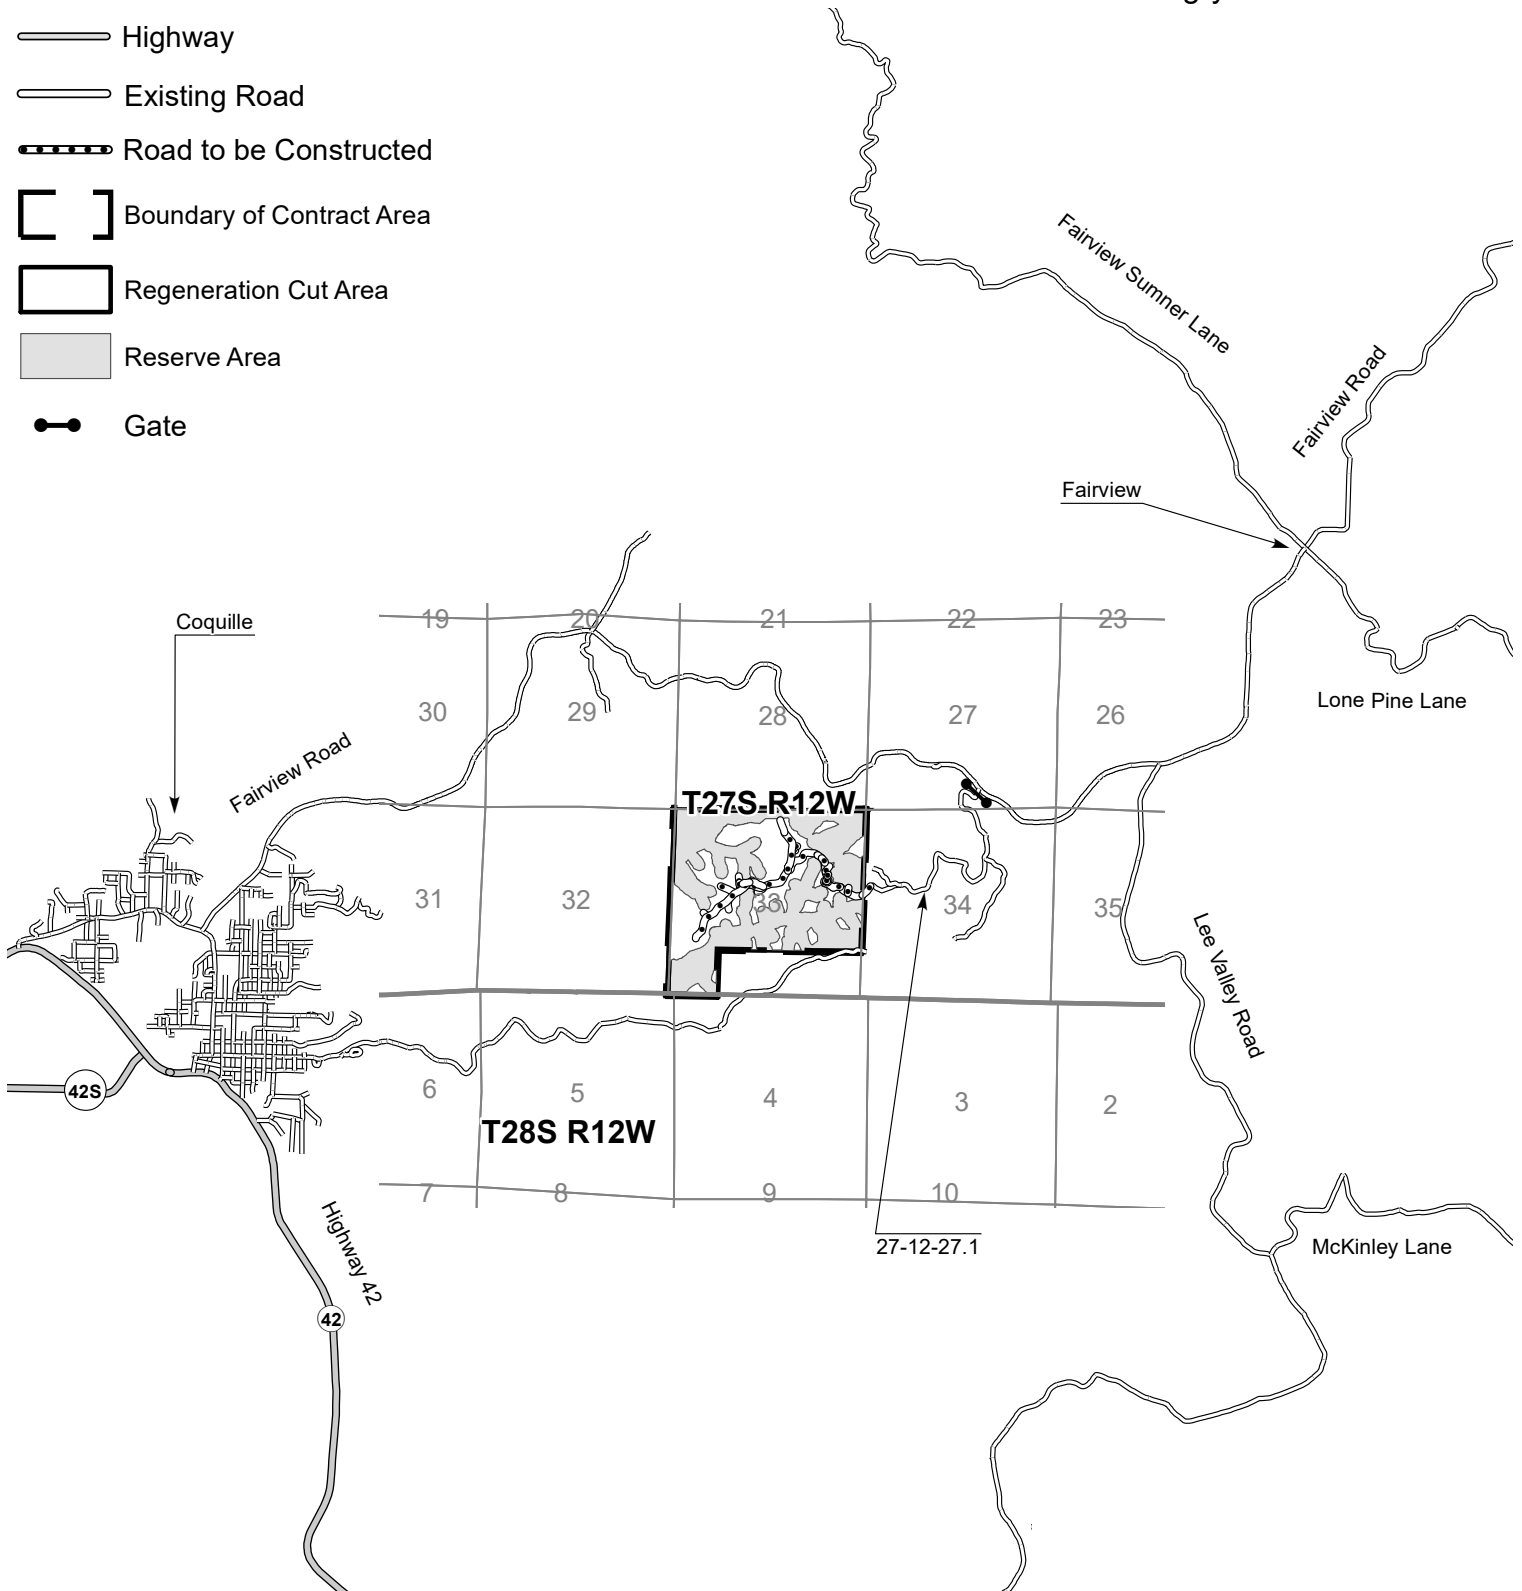 Highway
Existing Road
Road to be Constructed
Boundary of Contract Area
Regeneration Cut Area
Reserve Area
Gate
Fairview Sumner Lane
Fairview Road
Fairview
Coquille
19 20 21 22 23
Lone Pine Lane
30 29 28 27 26
Fairview Road
T27S R12W
31 32 33 34 35
Lee Valley Road
42S
6 5 4 3 2
T28S R12W
7 8 9 10
Highway 42
27-12-27.1
McKinley Lane
42